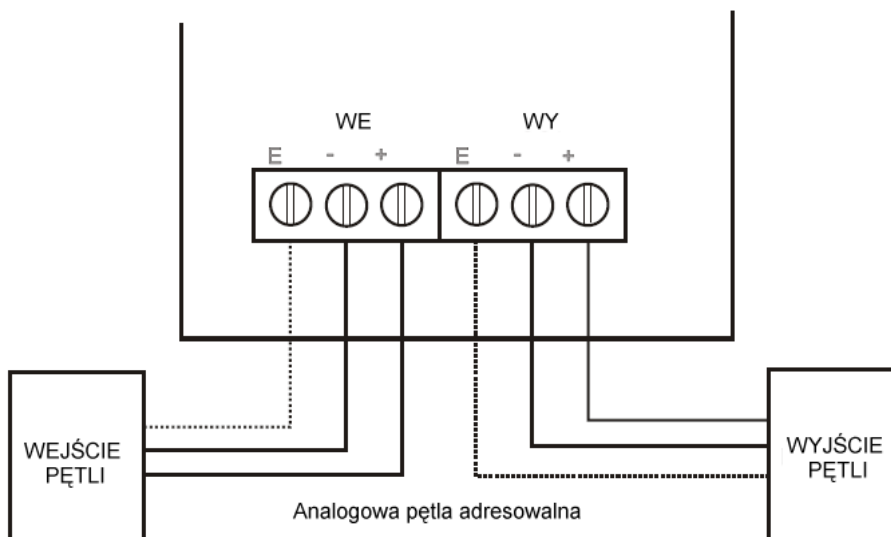 WE WY
E - + E - +
WEJŚCIE
PĘTLI
WYJŚCIE
PĘTLI
Analogowa pętla adresowalna